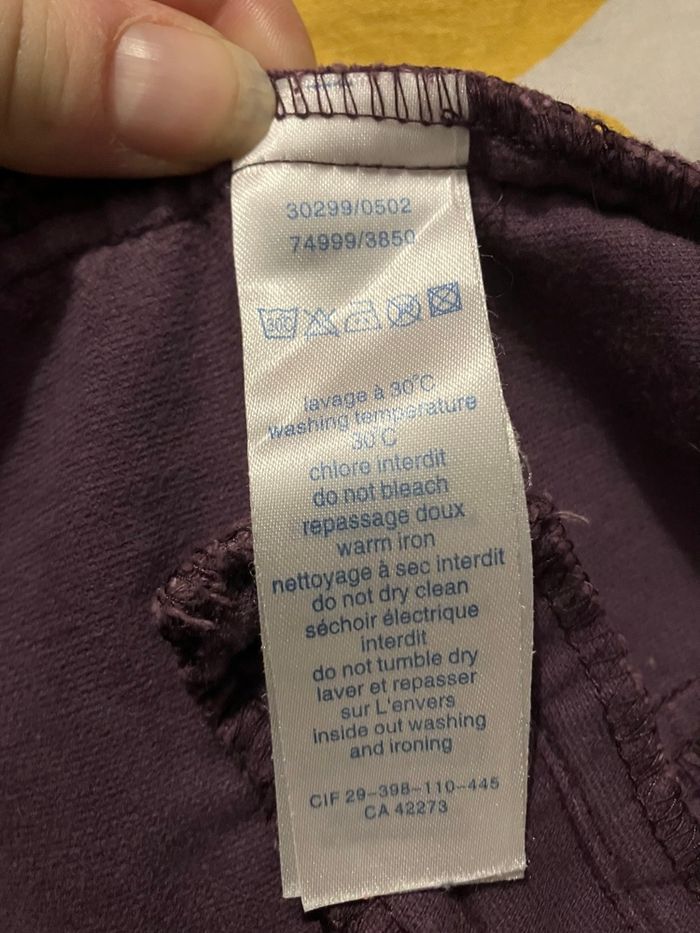 30299/0502
74999/3850
30C
lavage à 30°C
washing temperature
30°C
chlore interdit
do not bleach
repassage doux
warm iron
nettoyage à sec interdit
do not dry clean
séchoir électrique
interdit
do not tumble dry
laver et repasser
sur L'envers
inside out washing
and ironing
CIF 29-398-110-445
CA 42273